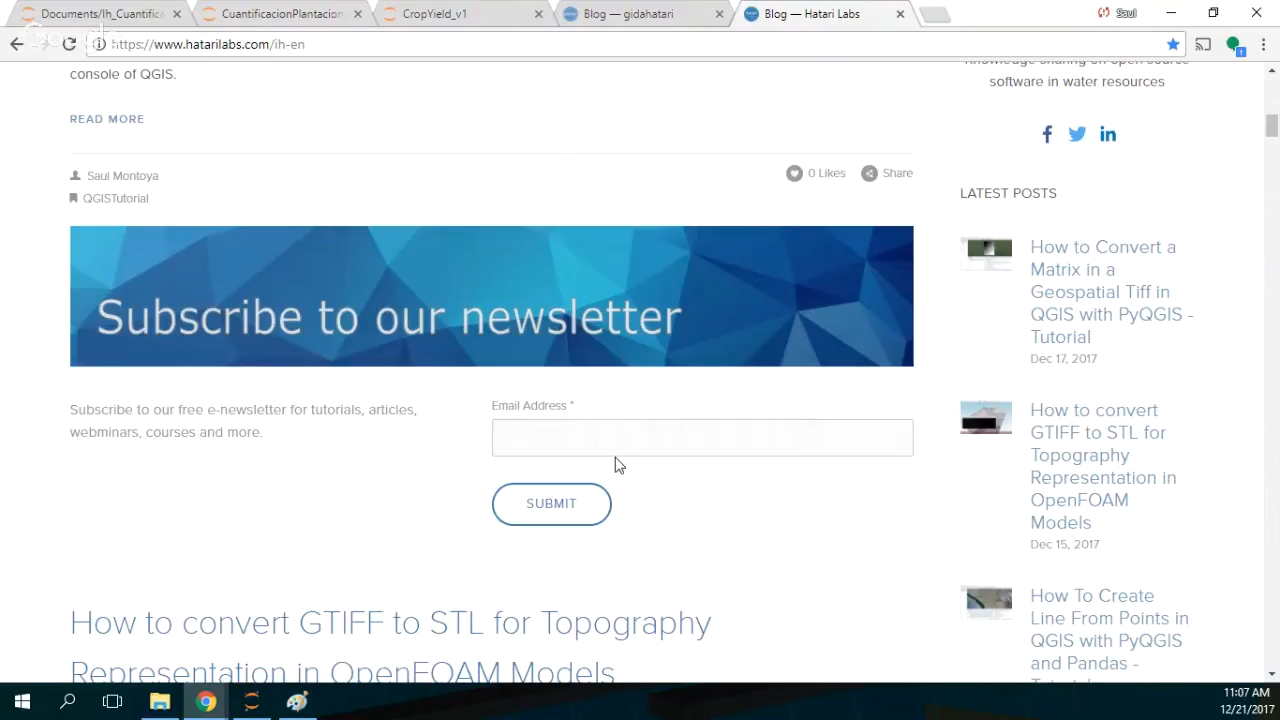 Documents/Ih_Cuantifica
CuantificacionPlantacion
CropYield_v1
Blog — gidahatari
Blog — Hatari Labs
Saul
https://www.hatarilabs.com/ih-en
console of QGIS.
READ MORE
Saul Montoya
0 Likes
Share
QGISTutorial
Subscribe to our newsletter
Subscribe to our free e-newsletter for tutorials, articles,
webminars, courses and more.
Email Address *
SUBMIT
How to convert GTIFF to STL for Topography
Representation in OpenFOAM Models
Knowledge sharing on open source
software in water resources
LATEST POSTS
How to Convert a
Matrix in a
Geospatial Tiff in
QGIS with PyQGIS -
Tutorial
Dec 17, 2017
How to convert
GTIFF to STL for
Topography
Representation in
OpenFOAM
Models
Dec 15, 2017
How To Create
Line From Points in
QGIS with PyQGIS
and Pandas -
11:07 AM
12/21/2017